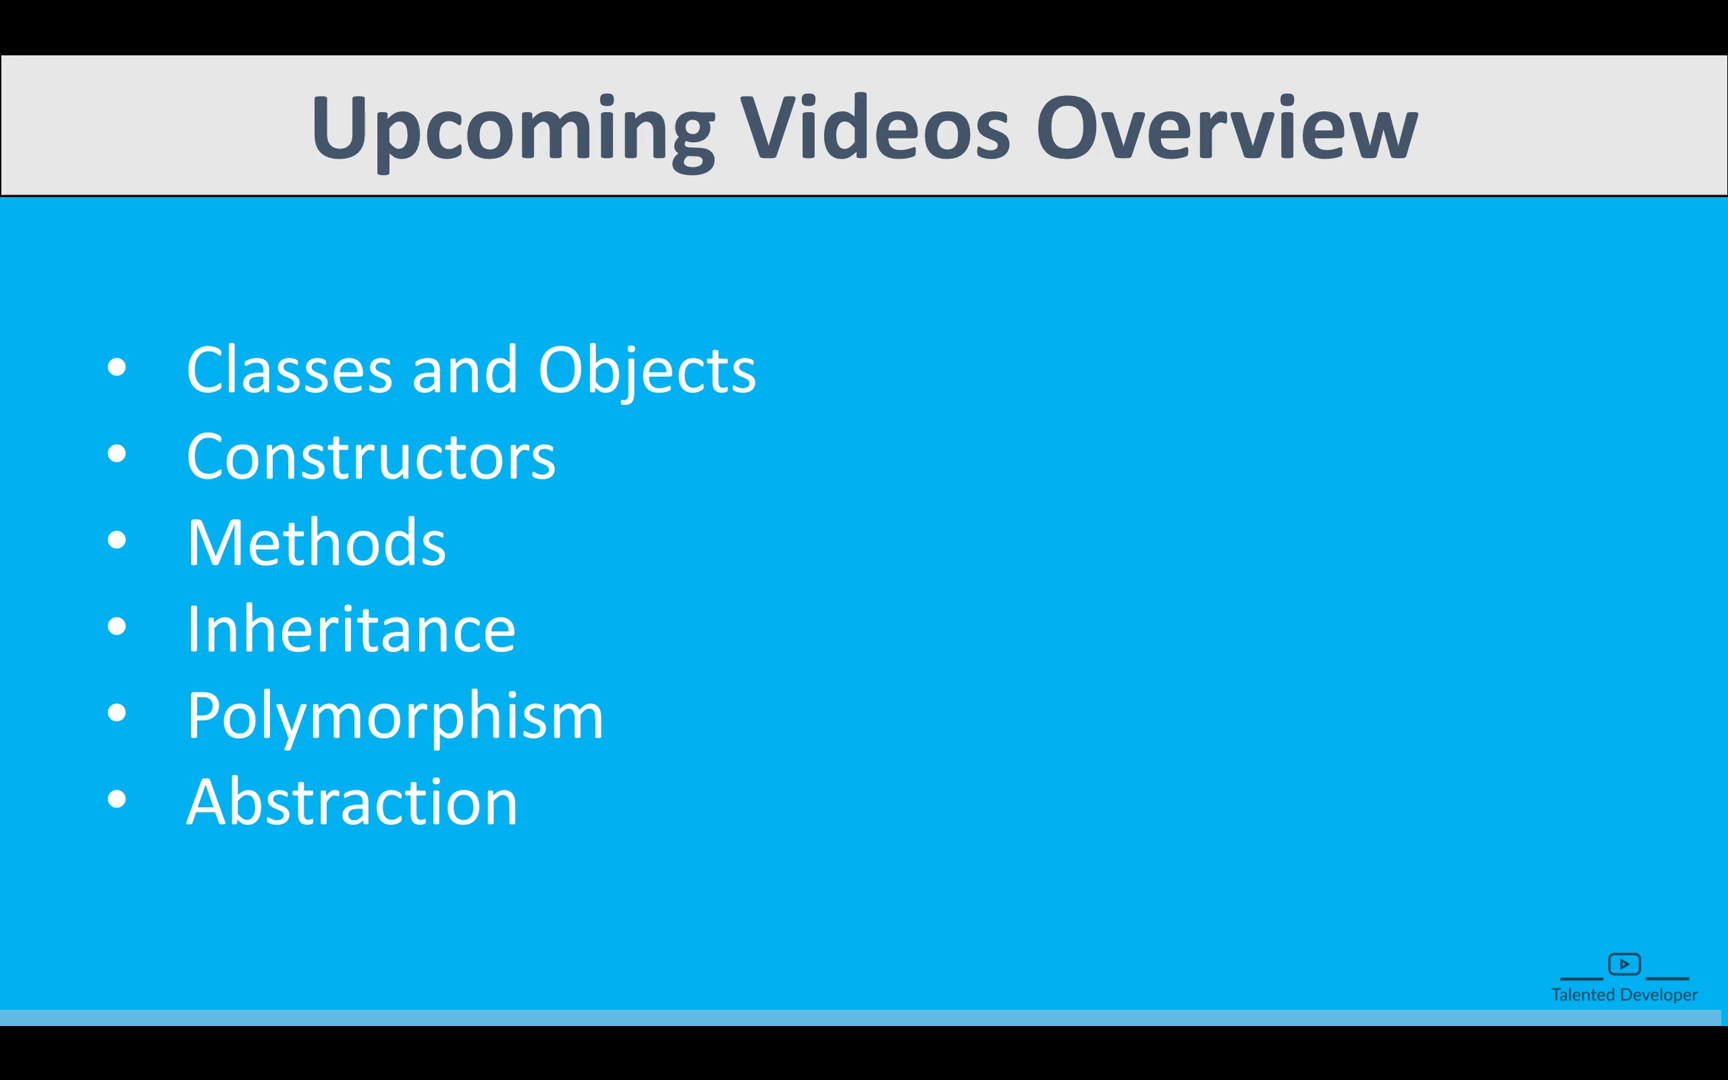 Upcoming Videos Overview
• Classes and Objects
• Constructors
• Methods
• Inheritance
• Polymorphism
• Abstraction
Talented Developer